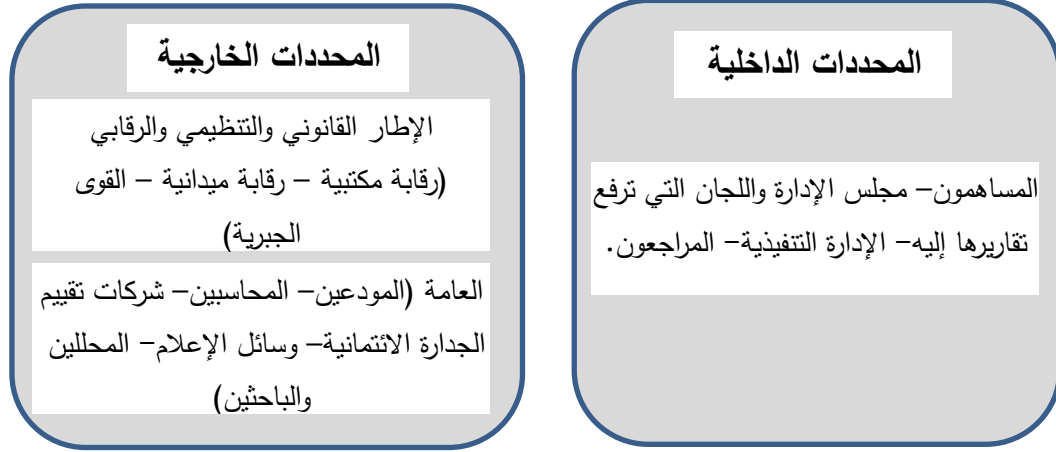 المحددات الداخلية
المساهمون– مجلس الإدارة واللجان التي ترفع
تقاريرها إليه– الإدارة التنفيذية– المراجعون.
المحددات الخارجية
الإطار القانوني والتنظيمي والرقابي
(رقابة مكتبية – رقابة ميدانية – القوى
الجبرية)
العامة (المودعين– المحاسبين– شركات تقييم
الجدارة الائتمانية– وسائل الإعلام– المحللين
والباحثين)